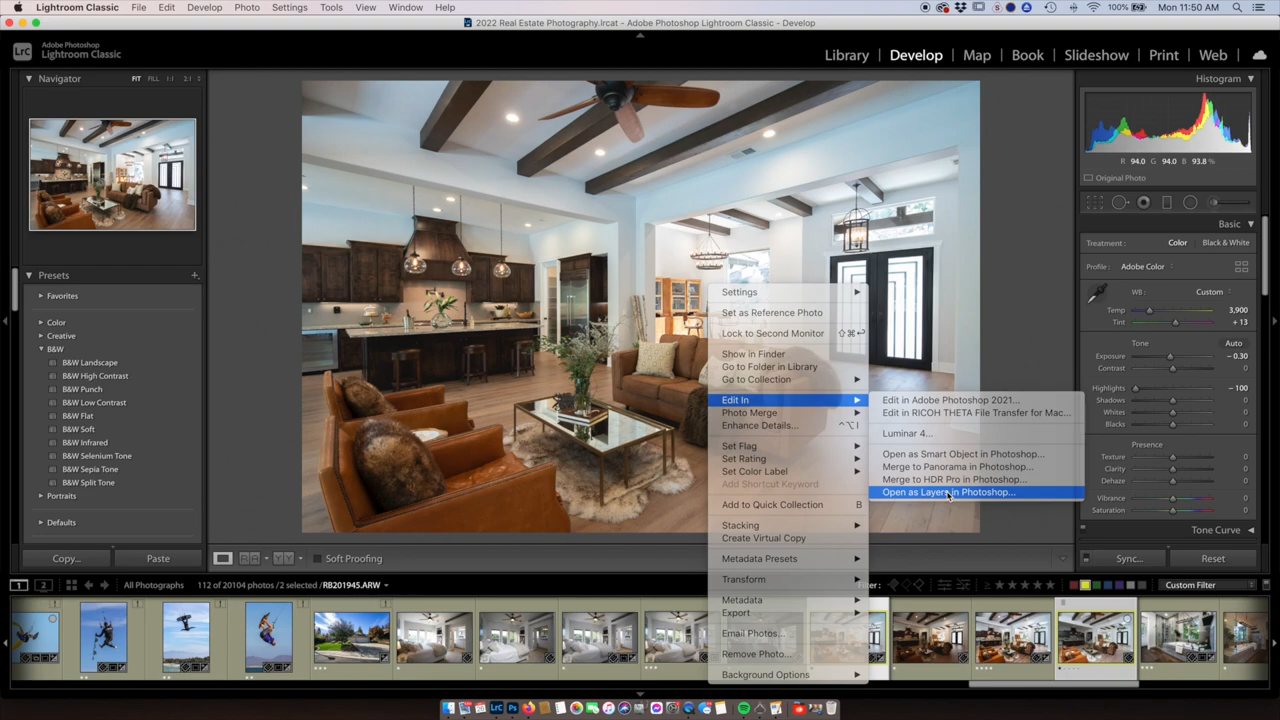 Lightroom Classic File Edit Develop Photo Settings Tools View Window Help 100% Mon 11:50 AM
2022 Real Estate Photography.lrcat - Adobe Photoshop Lightroom Classic - Develop
LrC
Adobe Photoshop
Lightroom Classic
Library Develop Map Book Slideshow Print Web
Navigator FIT FILL 1:1 2:1
Presets
Favorites
Color
Creative
B&W
B&W Landscape
B&W High Contrast
B&W Punch
B&W Low Contrast
B&W Flat
B&W Soft
B&W Infrared
B&W Selenium Tone
B&W Sepia Tone
B&W Split Tone
Portraits
Defaults
Copy... Paste
Settings
Set as Reference Photo
Lock to Second Monitor ⇧⌘↩
Show in Finder
Go to Folder in Library
Go to Collection
Edit In
Photo Merge
Enhance Details... ^⌥I
Set Flag
Set Rating
Set Color Label
Add Shortcut Keyword
Add to Quick Collection B
Stacking
Create Virtual Copy
Metadata Presets
Transform
Metadata
Export
Email Photos...
Remove Photo...
Background Options
Edit in Adobe Photoshop 2021...
Edit in RICOH THETA File Transfer for Mac...
Luminar 4...
Open as Smart Object in Photoshop...
Merge to Panorama in Photoshop...
Merge to HDR Pro in Photoshop...
Open as Layers in Photoshop...
Histogram
R 94.0 G 94.0 B 93.8 %
Original Photo
Basic
Treatment: Color Black & White
Profile: Adobe Color
WB: Custom
Temp 3,900
Tint + 13
Tone Auto
Exposure − 0.30
Contrast 0
Highlights − 100
Shadows 0
Whites 0
Blacks 0
Presence
Texture 0
Clarity 0
Dehaze 0
Vibrance 0
Saturation 0
Tone Curve
Sync... Reset
RR YY Soft Proofing
1 2 All Photographs 112 of 20104 photos / 2 selected / RB201945.ARW Filter: Custom Filter
LrC Ps